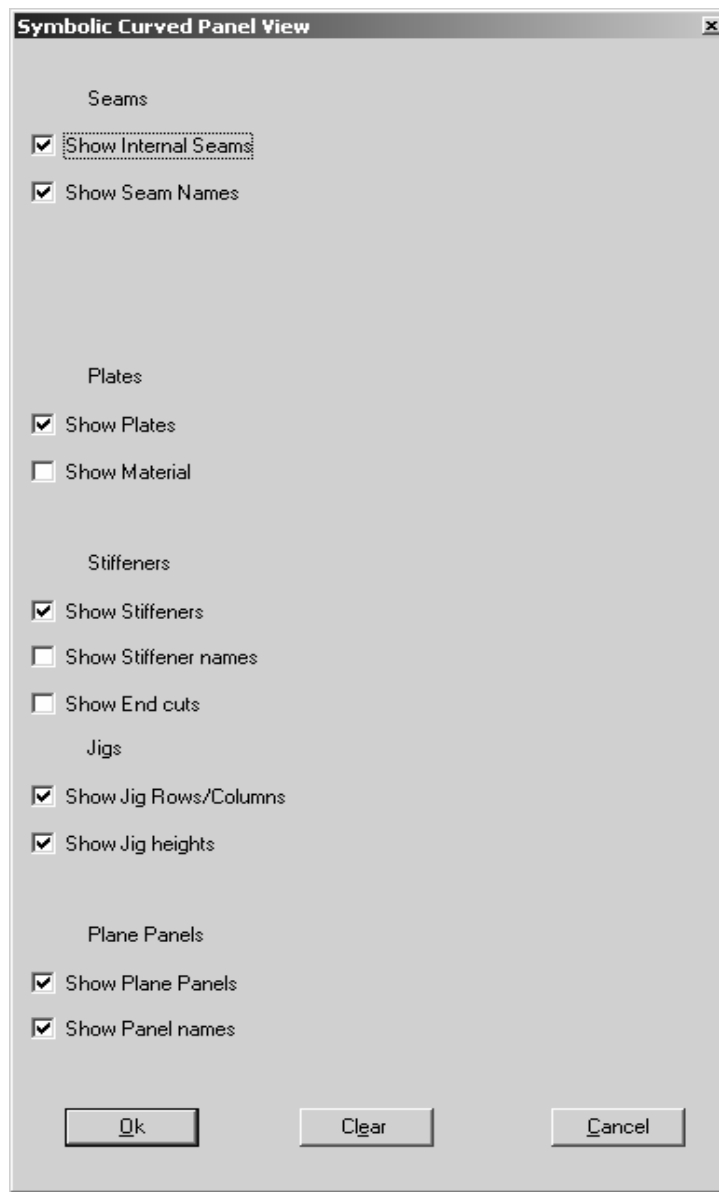 Symbolic Curved Panel View
Seams
Show Internal Seams
Show Seam Names
Plates
Show Plates
Show Material
Stiffeners
Show Stiffeners
Show Stiffener names
Show End cuts
Jigs
Show Jig Rows/Columns
Show Jig heights
Plane Panels
Show Plane Panels
Show Panel names
Ok Clear Cancel